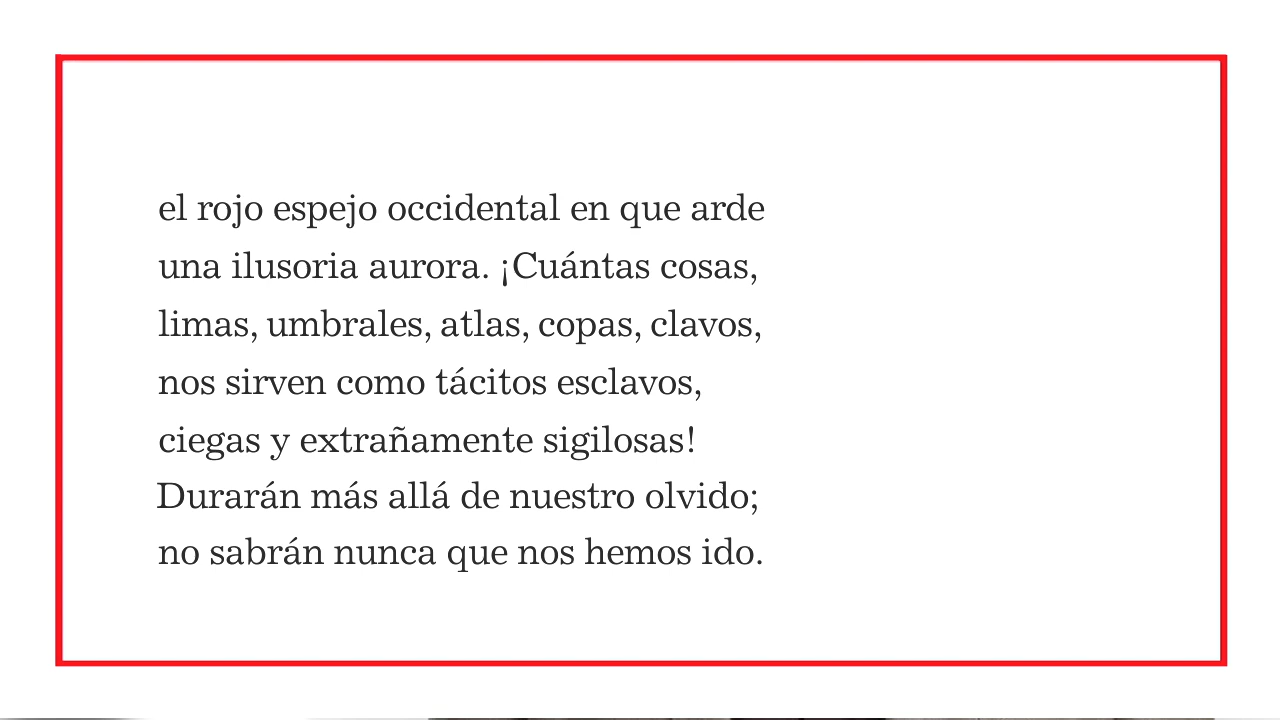 el rojo espejo occidental en que arde
una ilusoria aurora. ¡Cuántas cosas,
limas, umbrales, atlas, copas, clavos,
nos sirven como tácitos esclavos,
ciegas y extrañamente sigilosas!
Durarán más allá de nuestro olvido;
no sabrán nunca que nos hemos ido.